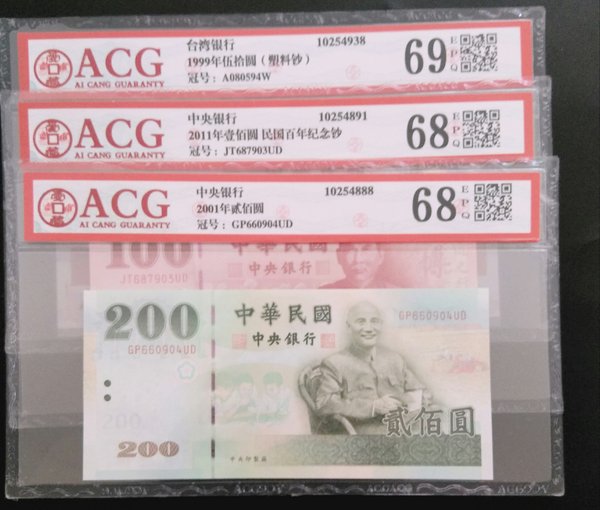 ACG
AI CANG GUARANTY
台湾银行 10254938
1999年伍拾圆（塑料钞）
冠号：A080594W
69 EPQ
ACG
AI CANG GUARANTY
中央银行 10254891
2011年壹佰圆 民国百年纪念钞
冠号：JT687903UD
68 EPQ
ACG
AI CANG GUARANTY
中央银行 10254888
2001年贰佰圆
冠号：GP660904UD
68 EPQ
100 中華民國
JT687903UD 中央銀行
200 中華民國 GP660904UD
GP660904UD 中央銀行
貳佰圓
200
中央印製廠